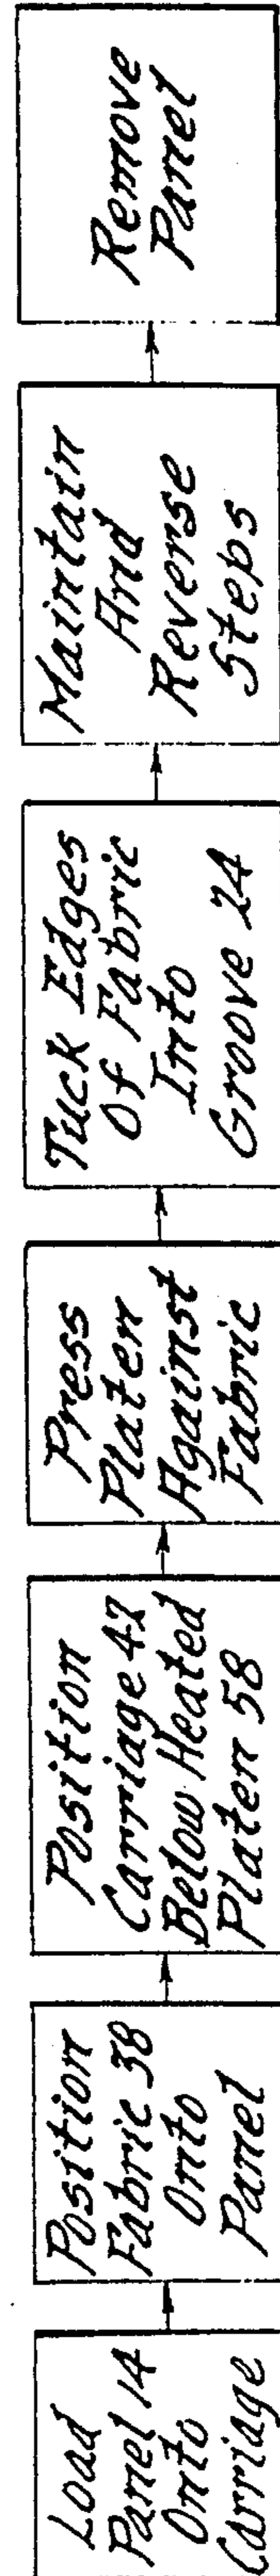 Load
Panel 14
Onto
Carriage
Position
Fabric 38
Onto
Panel
Position
Carriage 42
Below Heated
Platen 58
Press
Platen
Against
Fabric
Tuck Edges
Of Fabric
Into
Groove 24
Maintain
And
Reverse
Steps
Remove
Panel